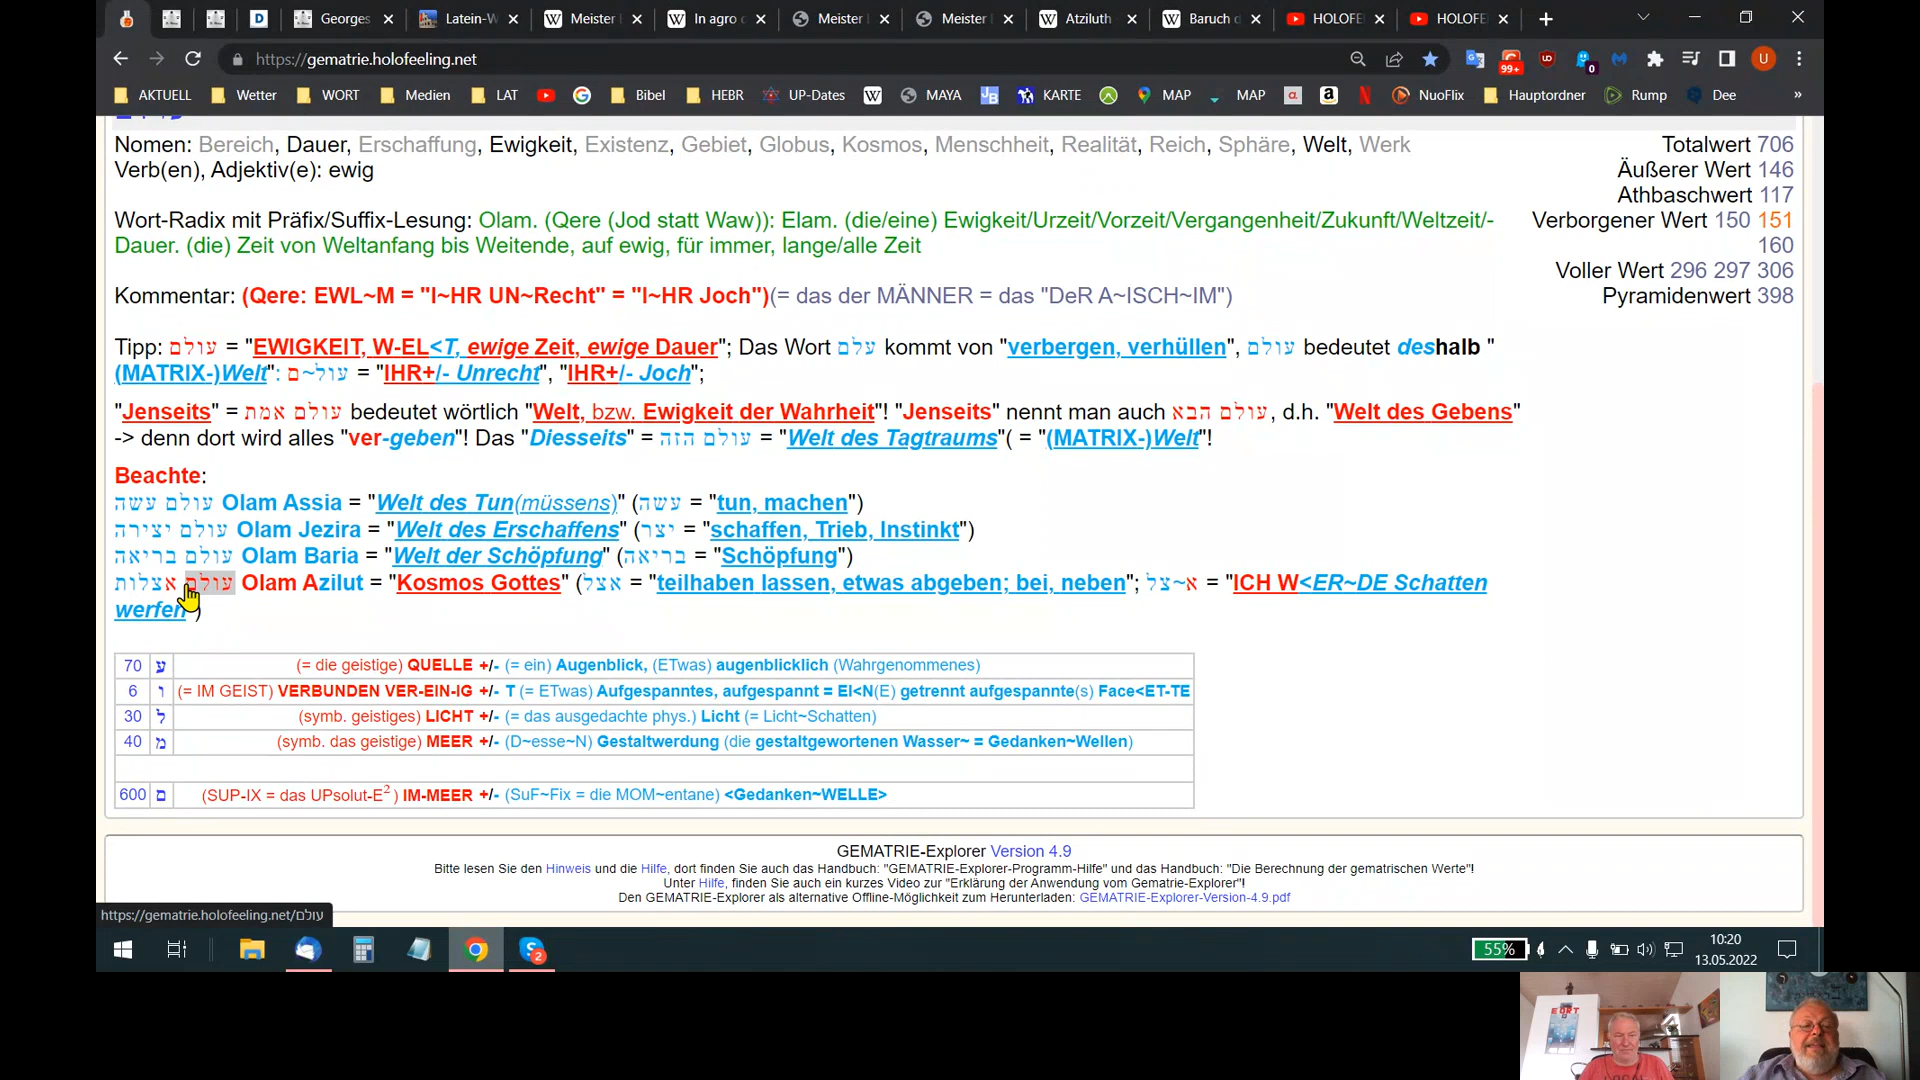 Georges
Latein-W
Meister
In agro
Meister
Meister
Atziluth
Baruch d
HOLOFE
HOLOFE
https://gematrie.holofeeling.net
99+
0
U
AKTUELL
Wetter
WORT
Medien
LAT
Bibel
HEBR
UP-Dates
MAYA
KARTE
MAP
MAP
NuoFlix
Hauptordner
Rump
Dee
»
Nomen: Bereich, Dauer, Erschaffung, Ewigkeit, Existenz, Gebiet, Globus, Kosmos, Menschheit, Realität, Reich, Sphäre, Welt, Werk
Verb(en), Adjektiv(e): ewig
Totalwert 706
Äußerer Wert 146
Athbaschwert 117
Verborgener Wert 150 151
160
Voller Wert 296 297 306
Pyramidenwert 398
Wort-Radix mit Präfix/Suffix-Lesung: Olam. (Qere (Jod statt Waw)): Elam. (die/eine) Ewigkeit/Urzeit/Vorzeit/Vergangenheit/Zukunft/Weltzeit/-
Dauer. (die) Zeit von Weltanfang bis Weitende, auf ewig, für immer, lange/alle Zeit
Kommentar: (Qere: EWL~M = "I~HR UN~Recht" = "I~HR Joch")(= das der MÄNNER = das "DeR A~ISCH~IM")
Tipp: עולם = "EWIGKEIT, W-EL<T, ewige Zeit, ewige Dauer"; Das Wort עלם kommt von "verbergen, verhüllen", עולם bedeutet deshalb "
(MATRIX-)Welt": עול~ם = "IHR+/- Unrecht", "IHR+/- Joch";
"Jenseits" = עולם אמת bedeutet wörtlich "Welt, bzw. Ewigkeit der Wahrheit"! "Jenseits" nennt man auch עולם הבא, d.h. "Welt des Gebens"
-> denn dort wird alles "ver-geben"! Das "Diesseits" = עולם הזה = "Welt des Tagtraums"( = "(MATRIX-)Welt"!
Beachte:
עולם עשה Olam Assia = "Welt des Tun(müssens)" (עשה = "tun, machen")
עולם יצירה Olam Jezira = "Welt des Erschaffens" (יצר = "schaffen, Trieb, Instinkt")
עולם בריאה Olam Baria = "Welt der Schöpfung" (בריאה = "Schöpfung")
עולם אצלות Olam Azilut = "Kosmos Gottes" (אצל = "teilhaben lassen, etwas abgeben; bei, neben"; א~צל = "ICH W<ER~DE Schatten
werfen")
70 ע (= die geistige) QUELLE +/- (= ein) Augenblick, (ETwas) augenblicklich (Wahrgenommenes)
6 ו (= IM GEIST) VERBUNDEN VER-EIN-IG +/- T (= ETwas) Aufgespanntes, aufgespannt = EI<N(E) getrennt aufgespannte(s) Face<ET-TE
30 ל (symb. geistiges) LICHT +/- (= das ausgedachte phys.) Licht (= Licht~Schatten)
40 מ (symb. das geistige) MEER +/- (D~esse~N) Gestaltwerdung (die gestaltgewortenen Wasser~ = Gedanken~Wellen)
600 ם (SUP-IX = das UPsolut-E2 ) IM-MEER +/- (SuF~Fix = die MOM~entane) <Gedanken~WELLE>
GEMATRIE-Explorer Version 4.9
Bitte lesen Sie den Hinweis und die Hilfe, dort finden Sie auch das Handbuch: "GEMATRIE-Explorer-Programm-Hilfe" und das Handbuch: "Die Berechnung der gematrischen Werte"!
Unter Hilfe, finden Sie auch ein kurzes Video zur "Erklärung der Anwendung vom Gematrie-Explorer"!
Den GEMATRIE-Explorer als alternative Offline-Möglichkeit zum Herunterladen: GEMATRIE-Explorer-Version-4.9.pdf
https://gematrie.holofeeling.net/עולם
2
55%
10:20
13.05.2022